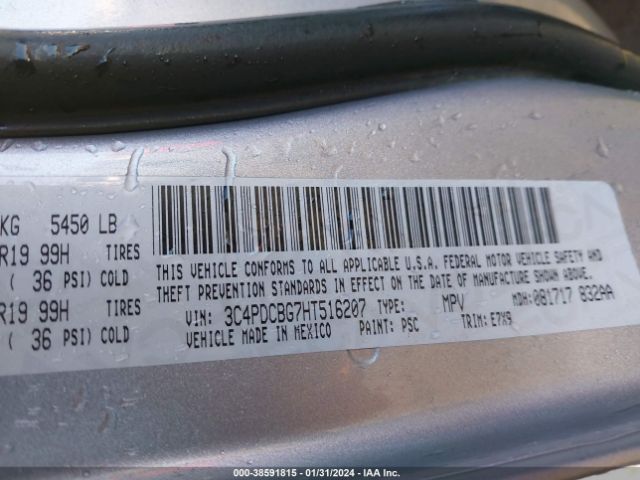 KG 5450 LB
R19 99H TIRES
( 36 PSI) COLD
R19 99H TIRES
( 36 PSI) COLD
THIS VEHICLE CONFORMS TO ALL APPLICABLE U.S.A. FEDERAL MOTOR VEHICLE SAFETY AND
THEFT PREVENTION STANDARDS IN EFFECT ON THE DATE OF MANUFACTURE SHOWN ABOVE.
VIN: 3C4PDCBG7HT516207 TYPE: MPV MDH: 081717 832AA
VEHICLE MADE IN MEXICO PAINT: PSC TRIM: E7X9
000-38591815 / 01/31/2024 - IAA Inc.